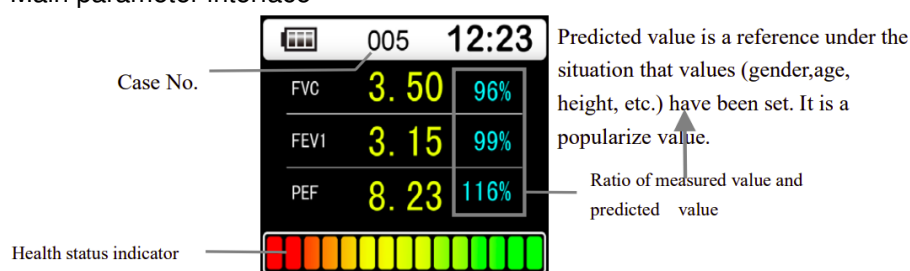 Main parameter interface
005 12:23
Case No.
FVC 3. 50 96%
FEV1 3. 15 99%
PEF 8. 23 116%
Health status indicator
Predicted value is a reference under the
situation that values (gender,age,
height, etc.) have been set. It is a
popularize value.
Ratio of measured value and
predicted value